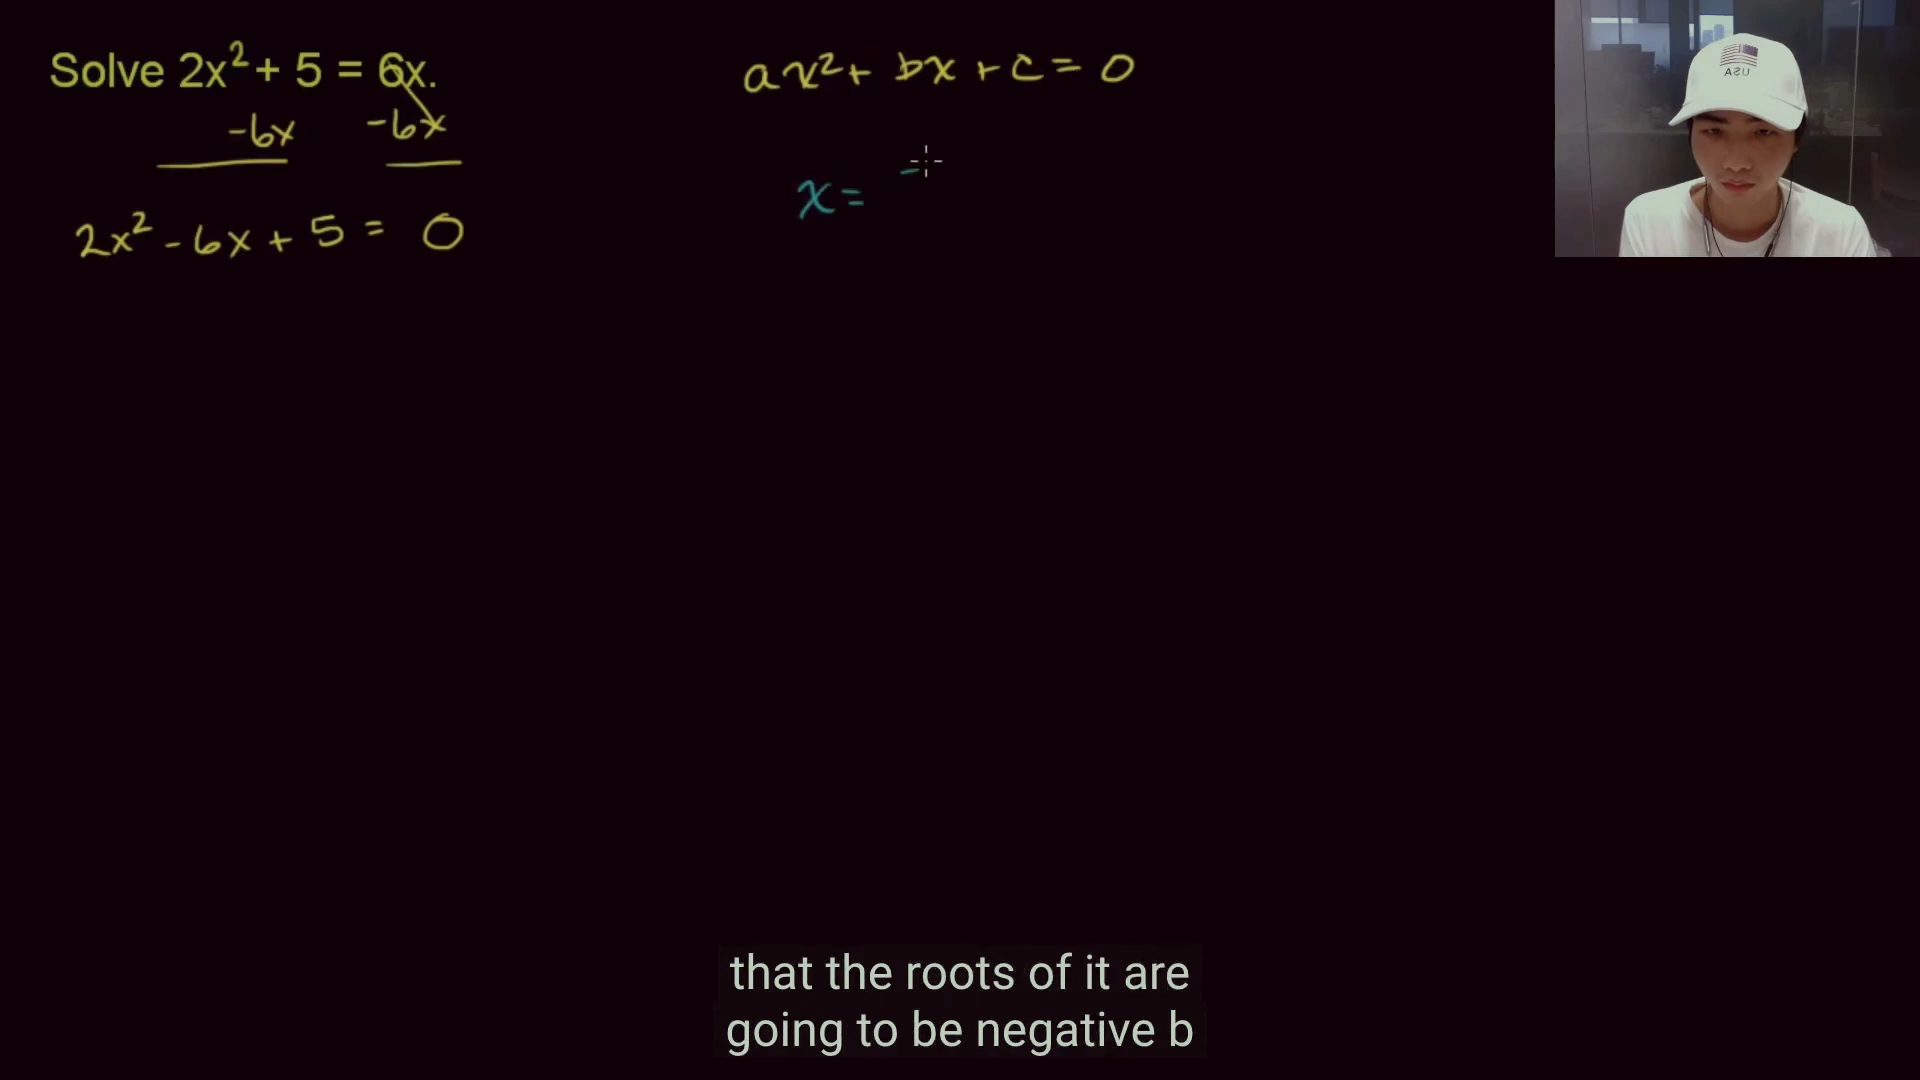 Solve 2x² + 5 = 6x.
-6x -6x
2x² - 6x + 5 = 0
ax² + bx + c = 0
x = -
USA
that the roots of it are
going to be negative b